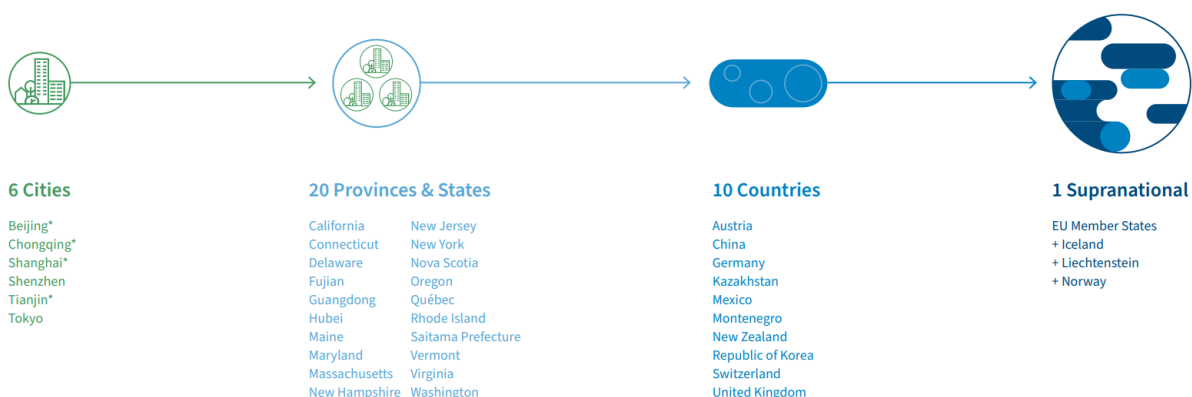 6 Cities
Beijing*
Chongqing*
Shanghai*
Shenzhen
Tianjin*
Tokyo
20 Provinces & States
California
Connecticut
Delaware
Fujian
Guangdong
Hubei
Maine
Maryland
Massachusetts
New Hampshire
New Jersey
New York
Nova Scotia
Oregon
Québec
Rhode Island
Saitama Prefecture
Vermont
Virginia
Washington
10 Countries
Austria
China
Germany
Kazakhstan
Mexico
Montenegro
New Zealand
Republic of Korea
Switzerland
United Kingdom
1 Supranational
EU Member States
+ Iceland
+ Liechtenstein
+ Norway